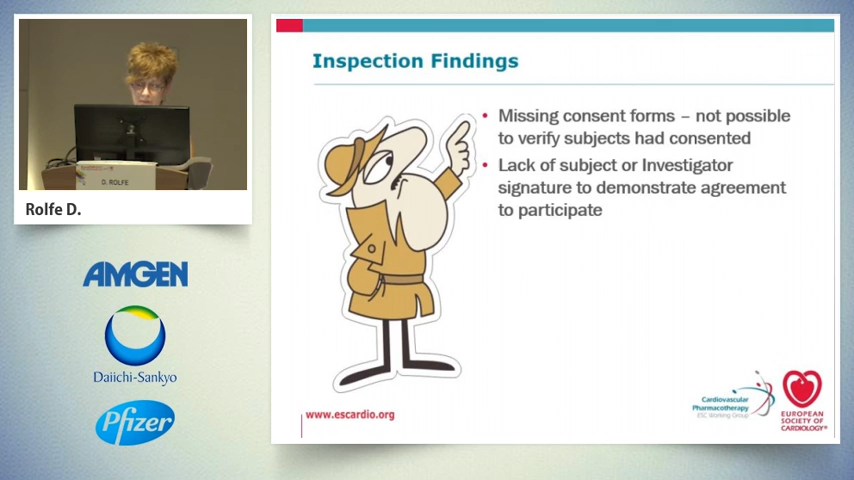 D. ROLFE
Rolfe D.
AMGEN
Daiichi-Sankyo
Pfizer
Inspection Findings
• Missing consent forms – not possible
to verify subjects had consented
• Lack of subject or Investigator
signature to demonstrate agreement
to participate
www.escardio.org
Cardiovascular
Pharmacotherapy
ESC Working Group
EUROPEAN
SOCIETY OF
CARDIOLOGY®